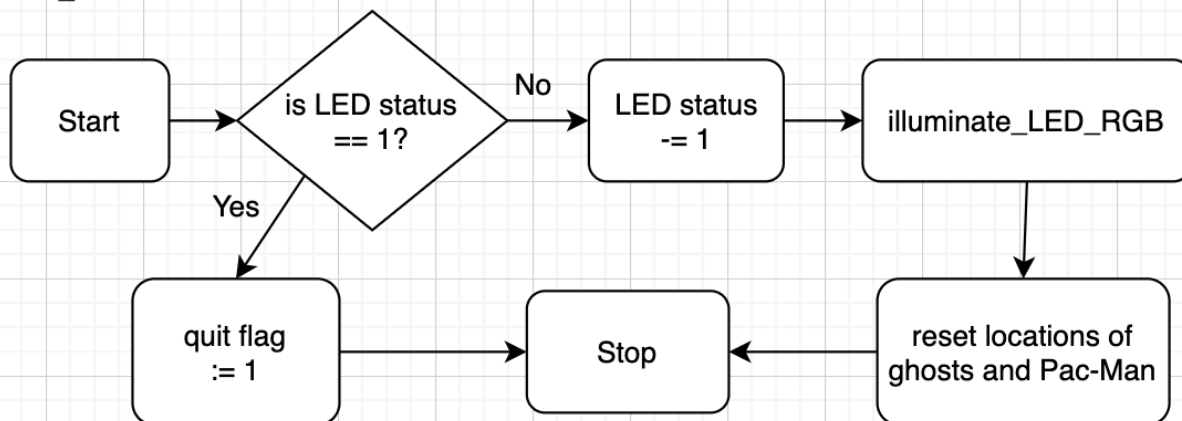 Start
is LED status
== 1?
No
LED status
-= 1
illuminate_LED_RGB
Yes
quit flag
:= 1
Stop
reset locations of
ghosts and Pac-Man